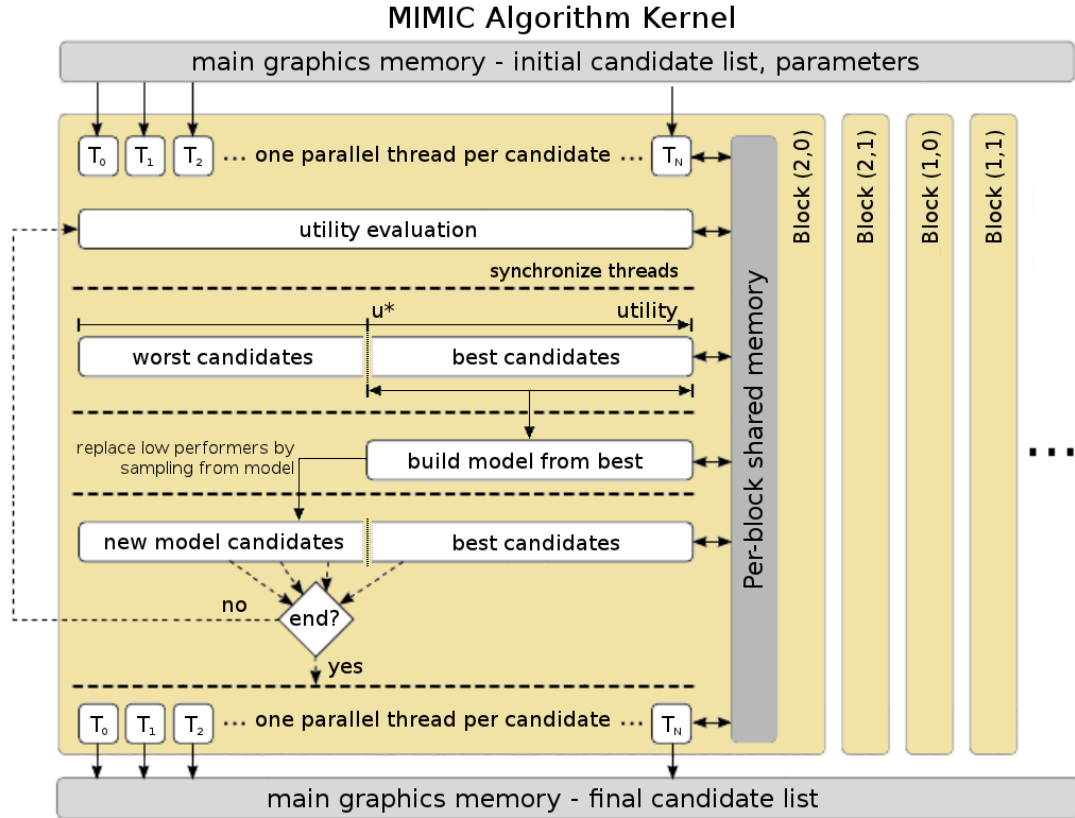 MIMIC Algorithm Kernel
main graphics memory - initial candidate list, parameters
T0 T1 T2 ... one parallel thread per candidate ... TN
Block (2,0)
Block (2,1)
Block (1,0)
Block (1,1)
utility evaluation
synchronize threads
u* utility
worst candidates best candidates
Per-block shared memory
replace low performers by
sampling from model
build model from best
...
new model candidates best candidates
no
end?
yes
T0 T1 T2 ... one parallel thread per candidate ... TN
main graphics memory - final candidate list